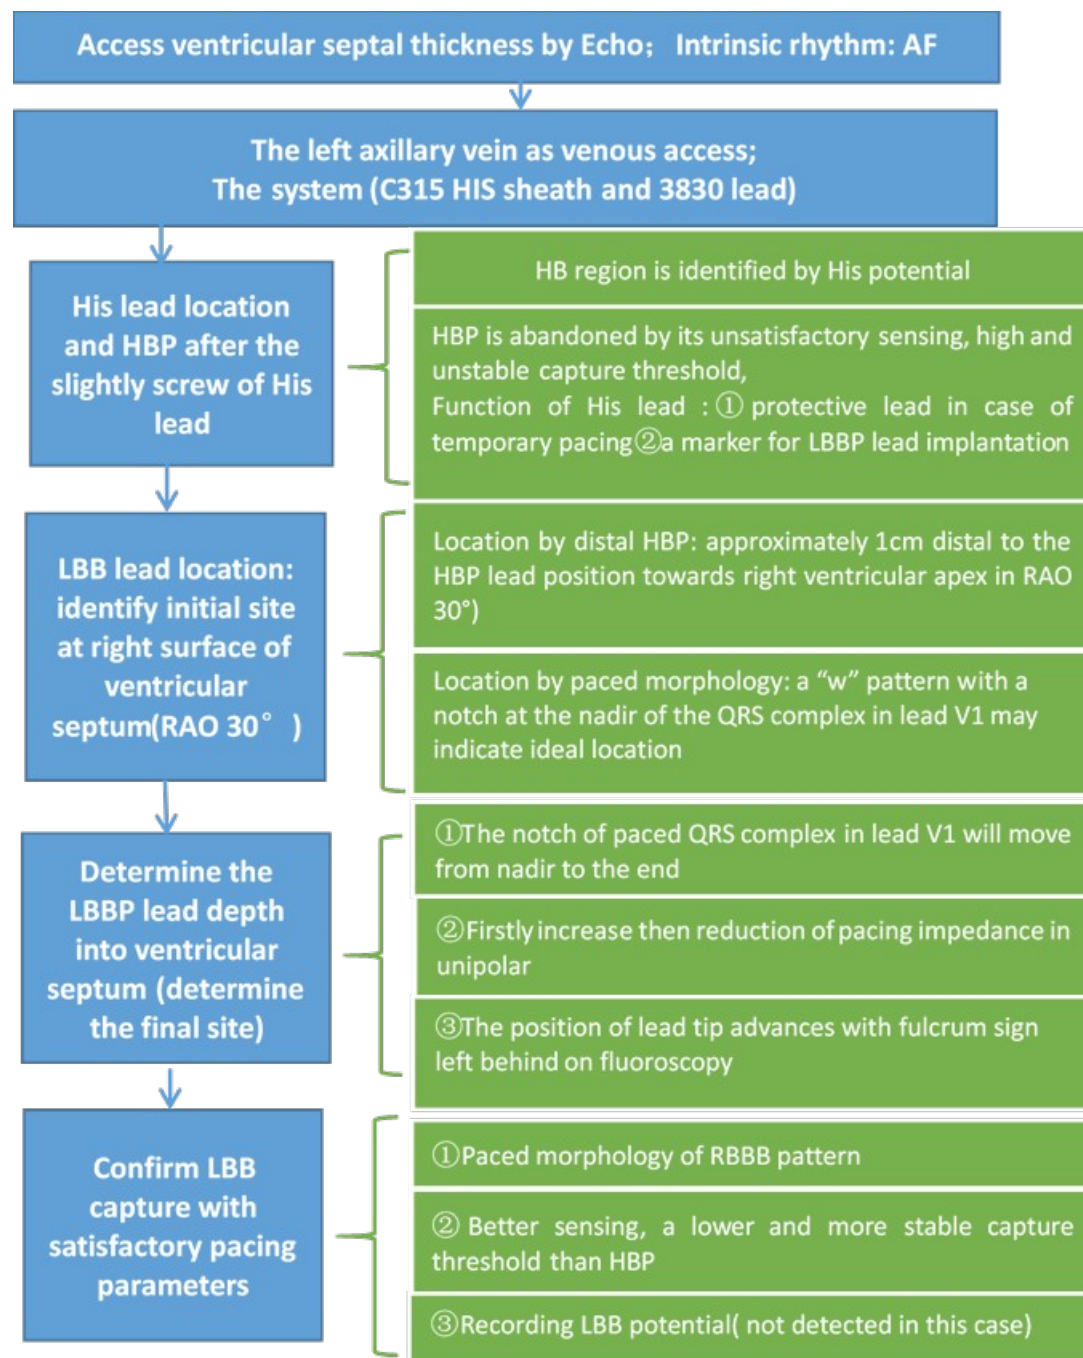 Access ventricular septal thickness by Echo; Intrinsic rhythm: AF
The left axillary vein as venous access;
The system (C315 HIS sheath and 3830 lead)
His lead location
and HBP after the
slightly screw of His
lead
HB region is identified by His potential
HBP is abandoned by its unsatisfactory sensing, high and
unstable capture threshold,
Function of His lead :① protective lead in case of
temporary pacing②a marker for LBBP lead implantation
LBB lead location:
identify initial site
at right surface of
ventricular
septum(RAO 30° )
Location by distal HBP: approximately 1cm distal to the
HBP lead position towards right ventricular apex in RAO
30°)
Location by paced morphology: a “w” pattern with a
notch at the nadir of the QRS complex in lead V1 may
indicate ideal location
Determine the
LBBP lead depth
into ventricular
septum (determine
the final site)
①The notch of paced QRS complex in lead V1 will move
from nadir to the end
②Firstly increase then reduction of pacing impedance in
unipolar
③The position of lead tip advances with fulcrum sign
left behind on fluoroscopy
Confirm LBB
capture with
satisfactory pacing
parameters
①Paced morphology of RBBB pattern
② Better sensing, a lower and more stable capture
threshold than HBP
③Recording LBB potential( not detected in this case)